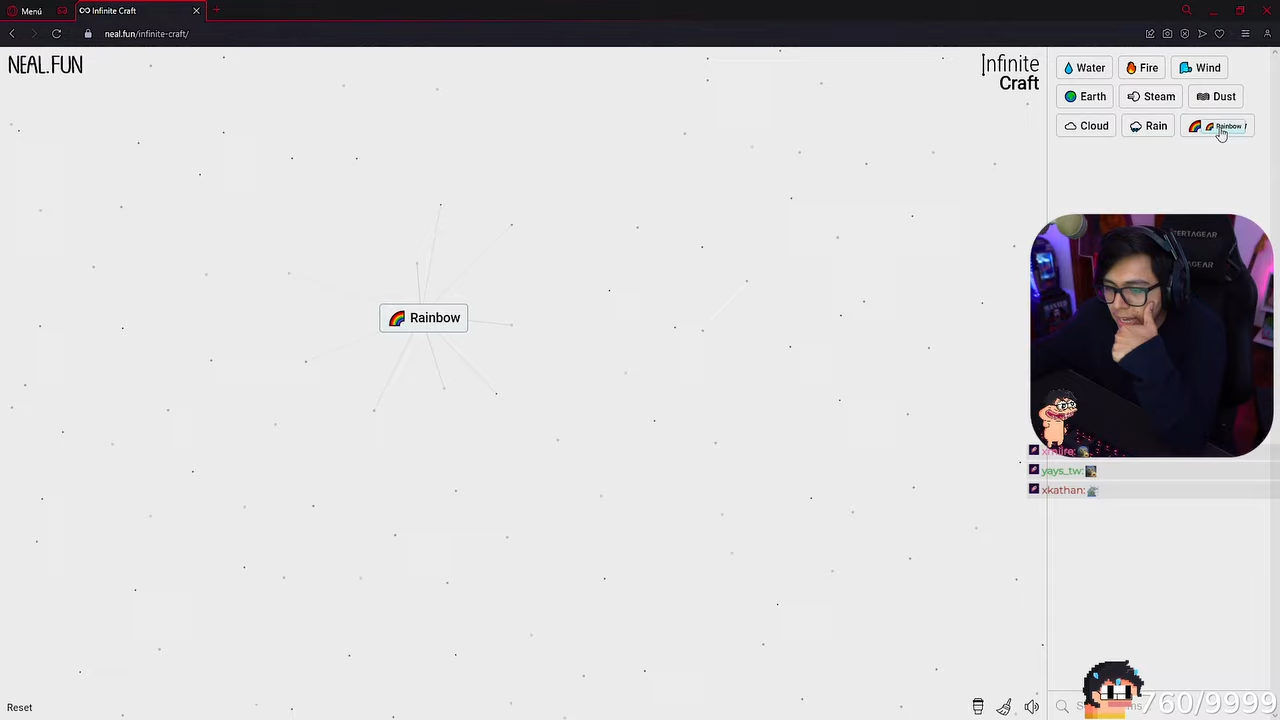 Menú
Infinite Craft
neal.fun/infinite-craft/
NEAL.FUN
Infinite
Craft
Water
Fire
Wind
Earth
Steam
Dust
Cloud
Rain
Rainbow
Rainbow
ERTAGEAR
yays_tw:
xkathan:
Reset
760/9999